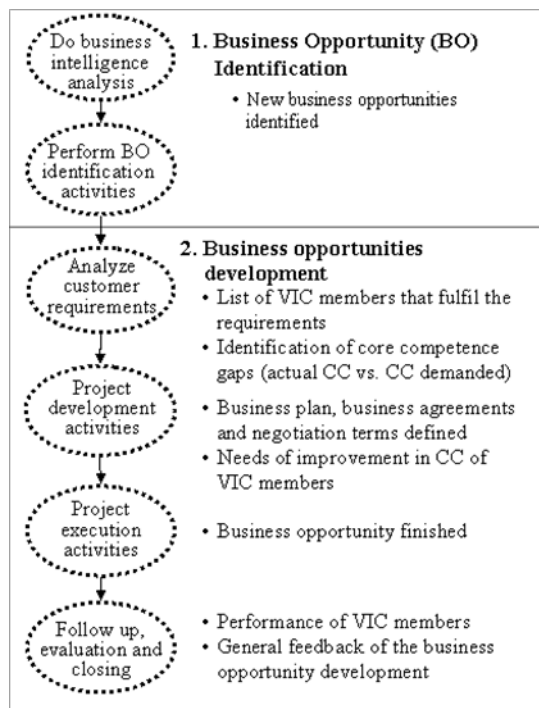 Do business
intelligence
analysis
1. Business Opportunity (BO)
Identification
• New business opportunities
identified
Perform BO
identification
activities
2. Business opportunities
development
Analyze
customer
requirements
• List of VIC members that fulfil the
requirements
• Identification of core competence
gaps (actual CC vs. CC demanded)
Project
development
activities
• Business plan, business agreements
and negotiation terms defined
• Needs of improvement in CC of
VIC members
Project
execution
activities
• Business opportunity finished
Follow up,
evaluation and
closing
• Performance of VIC members
• General feedback of the business
opportunity development